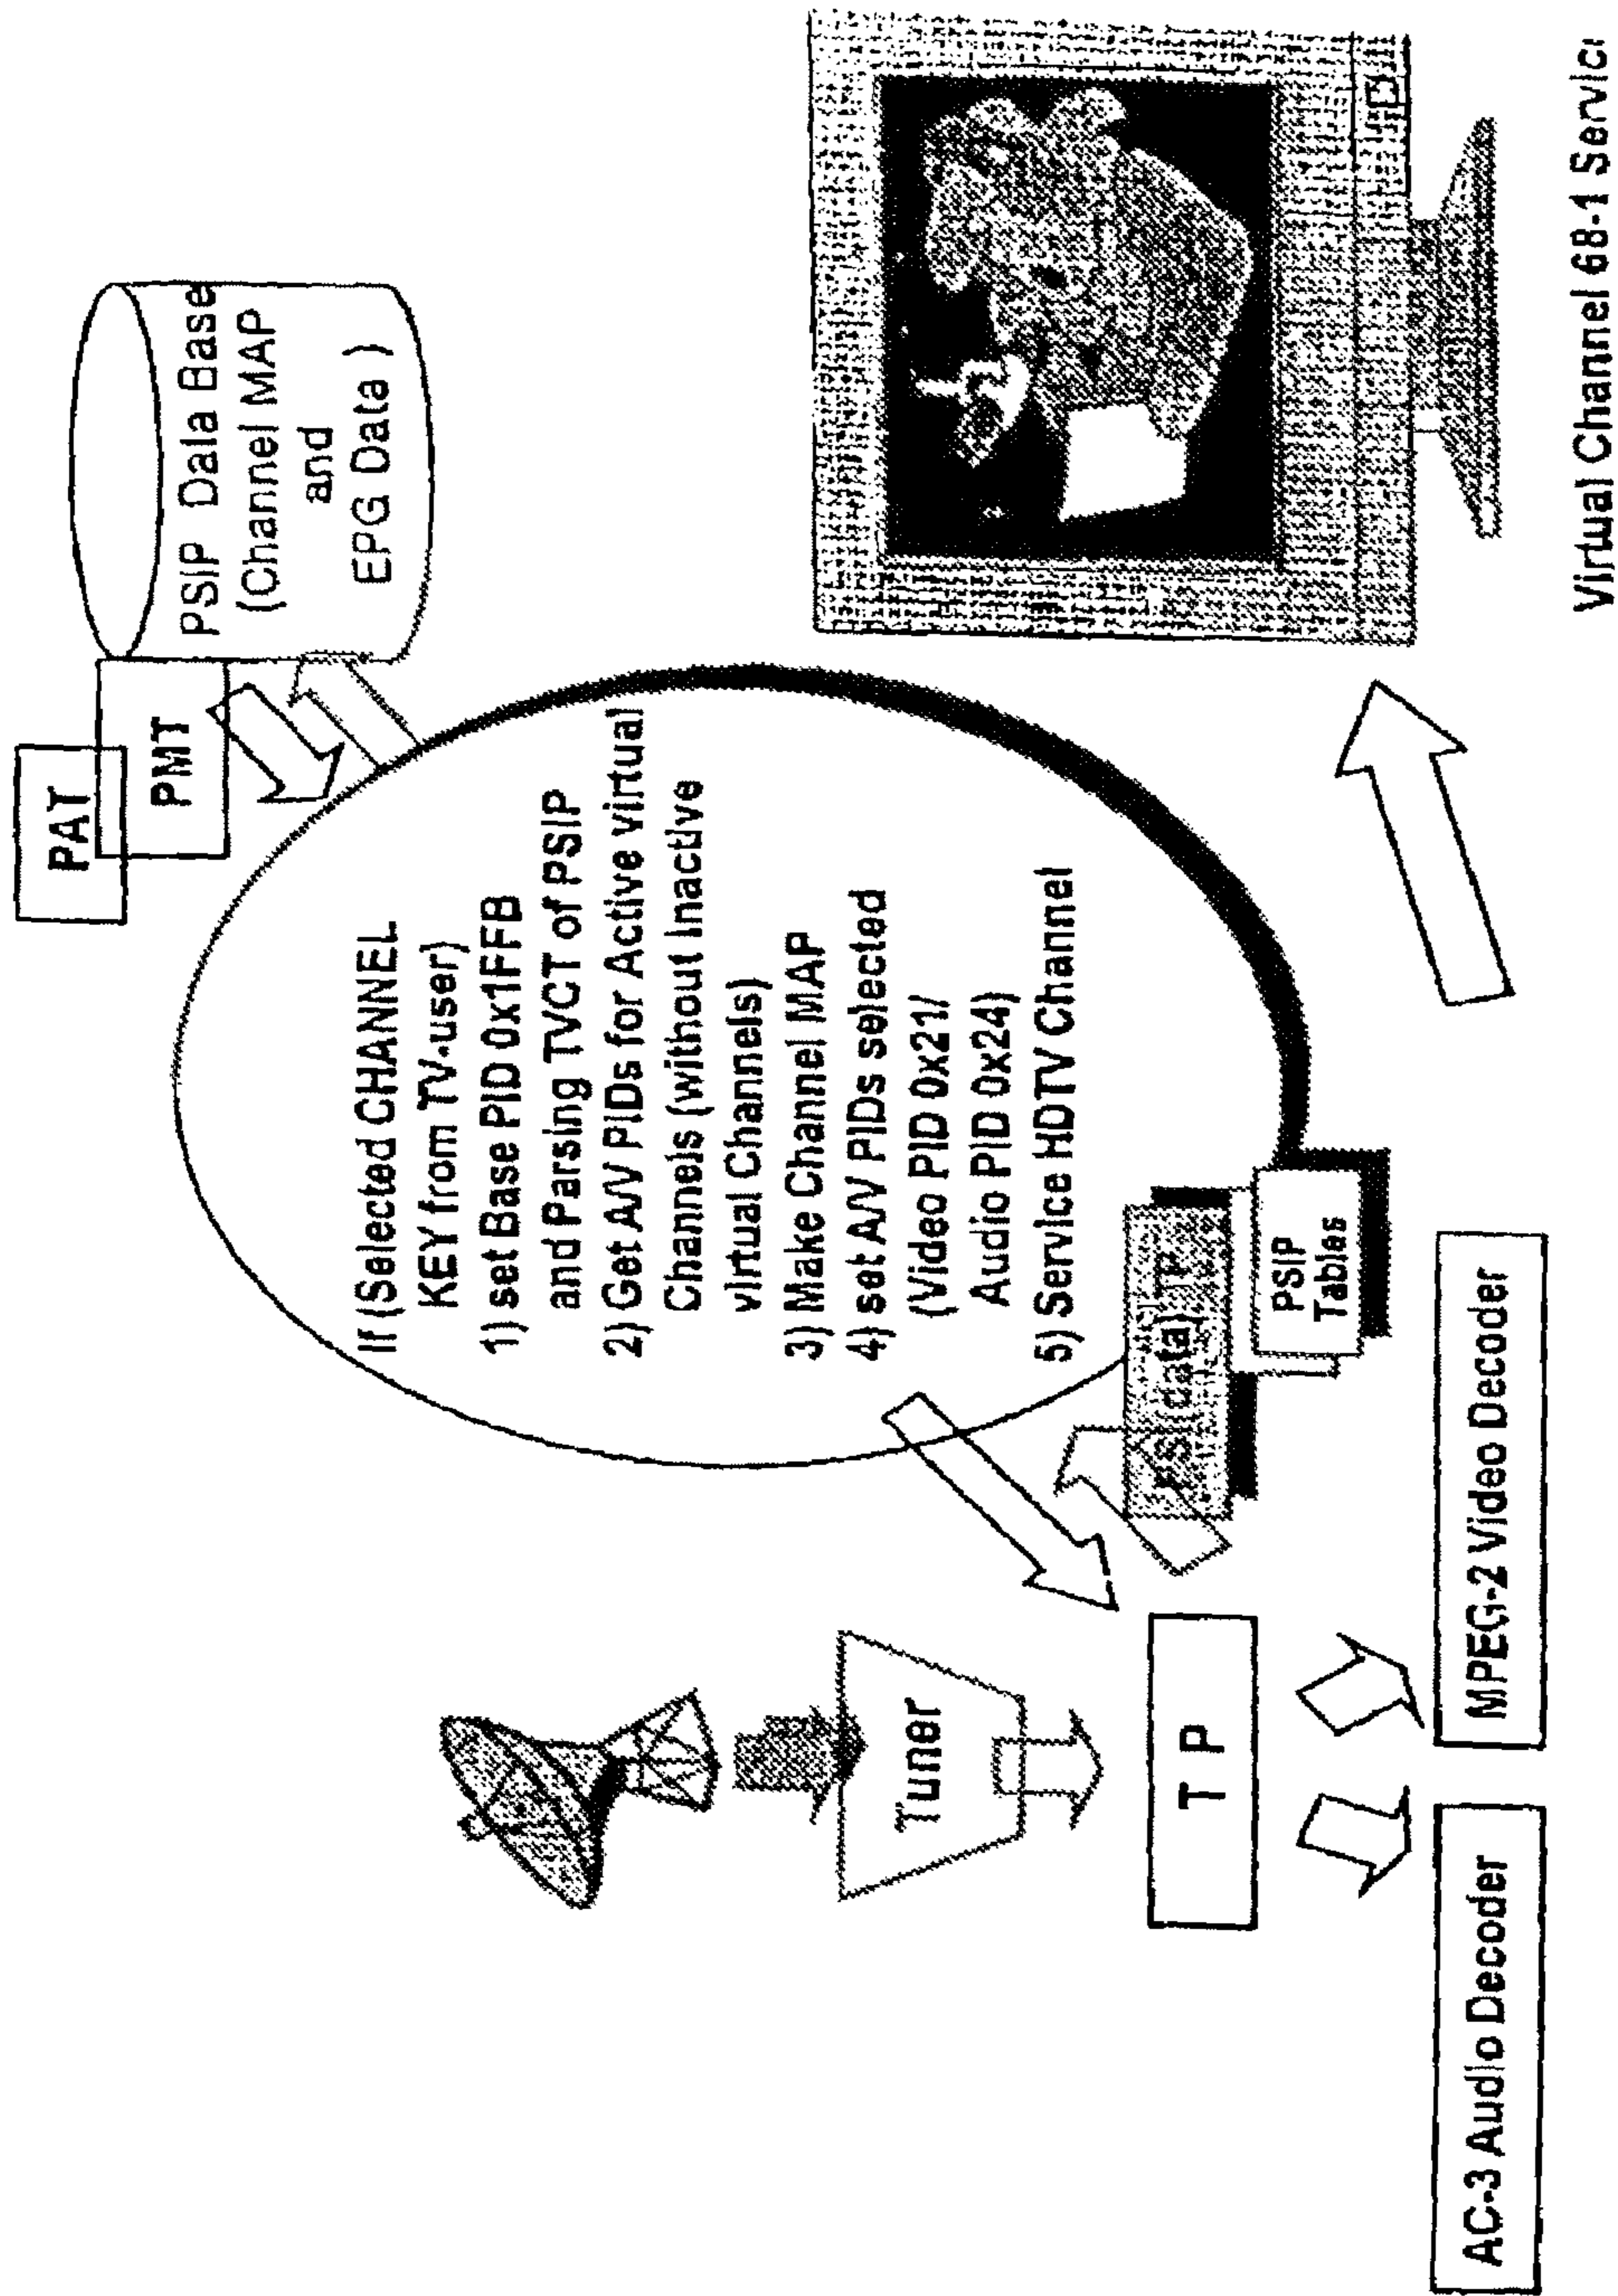 PAT
PMT
PSIP Data Base
(Channel MAP
and
EPG Data )
If (Selected CHANNEL
KEY from TV-user)
1) set Base PID 0x1FFB
and Parsing TVCT of PSIP
2) Get A/V PIDs for Active virtual
Channels (without Inactive
virtual Channels)
3) Make Channel MAP
4) set A/V PIDs selected
(Video PID 0x21/
Audio PID 0x24)
5) Service HDTV Channel
Tuner
T P
(data) TP
PSIP
Tables
AC-3 Audio Decoder
MPEG-2 Video Decoder
Virtual Channel 68-1